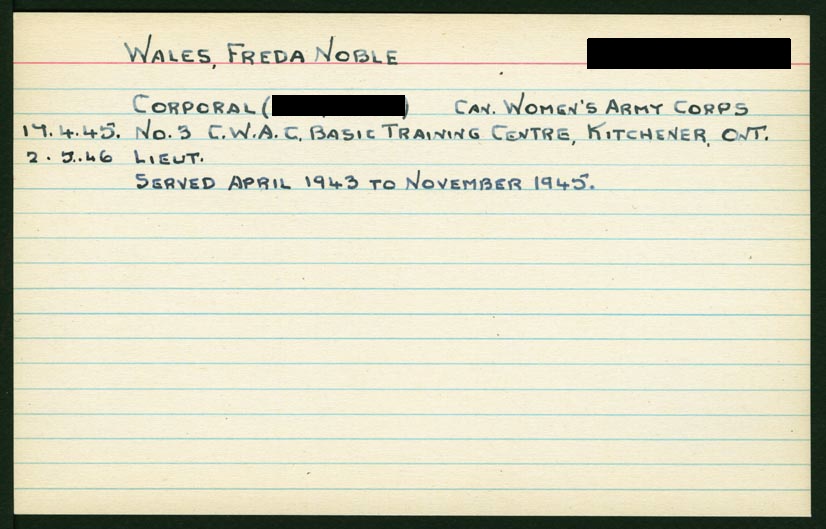 WALES, FREDA NOBLE
CORPORAL ( ) CAN. WOMEN'S ARMY CORPS
17.4.45. NO. 3 C.W.A.C. BASIC TRAINING CENTRE, KITCHENER, ONT.
2.5.46 LIEUT.
SERVED APRIL 1943 TO NOVEMBER 1945.